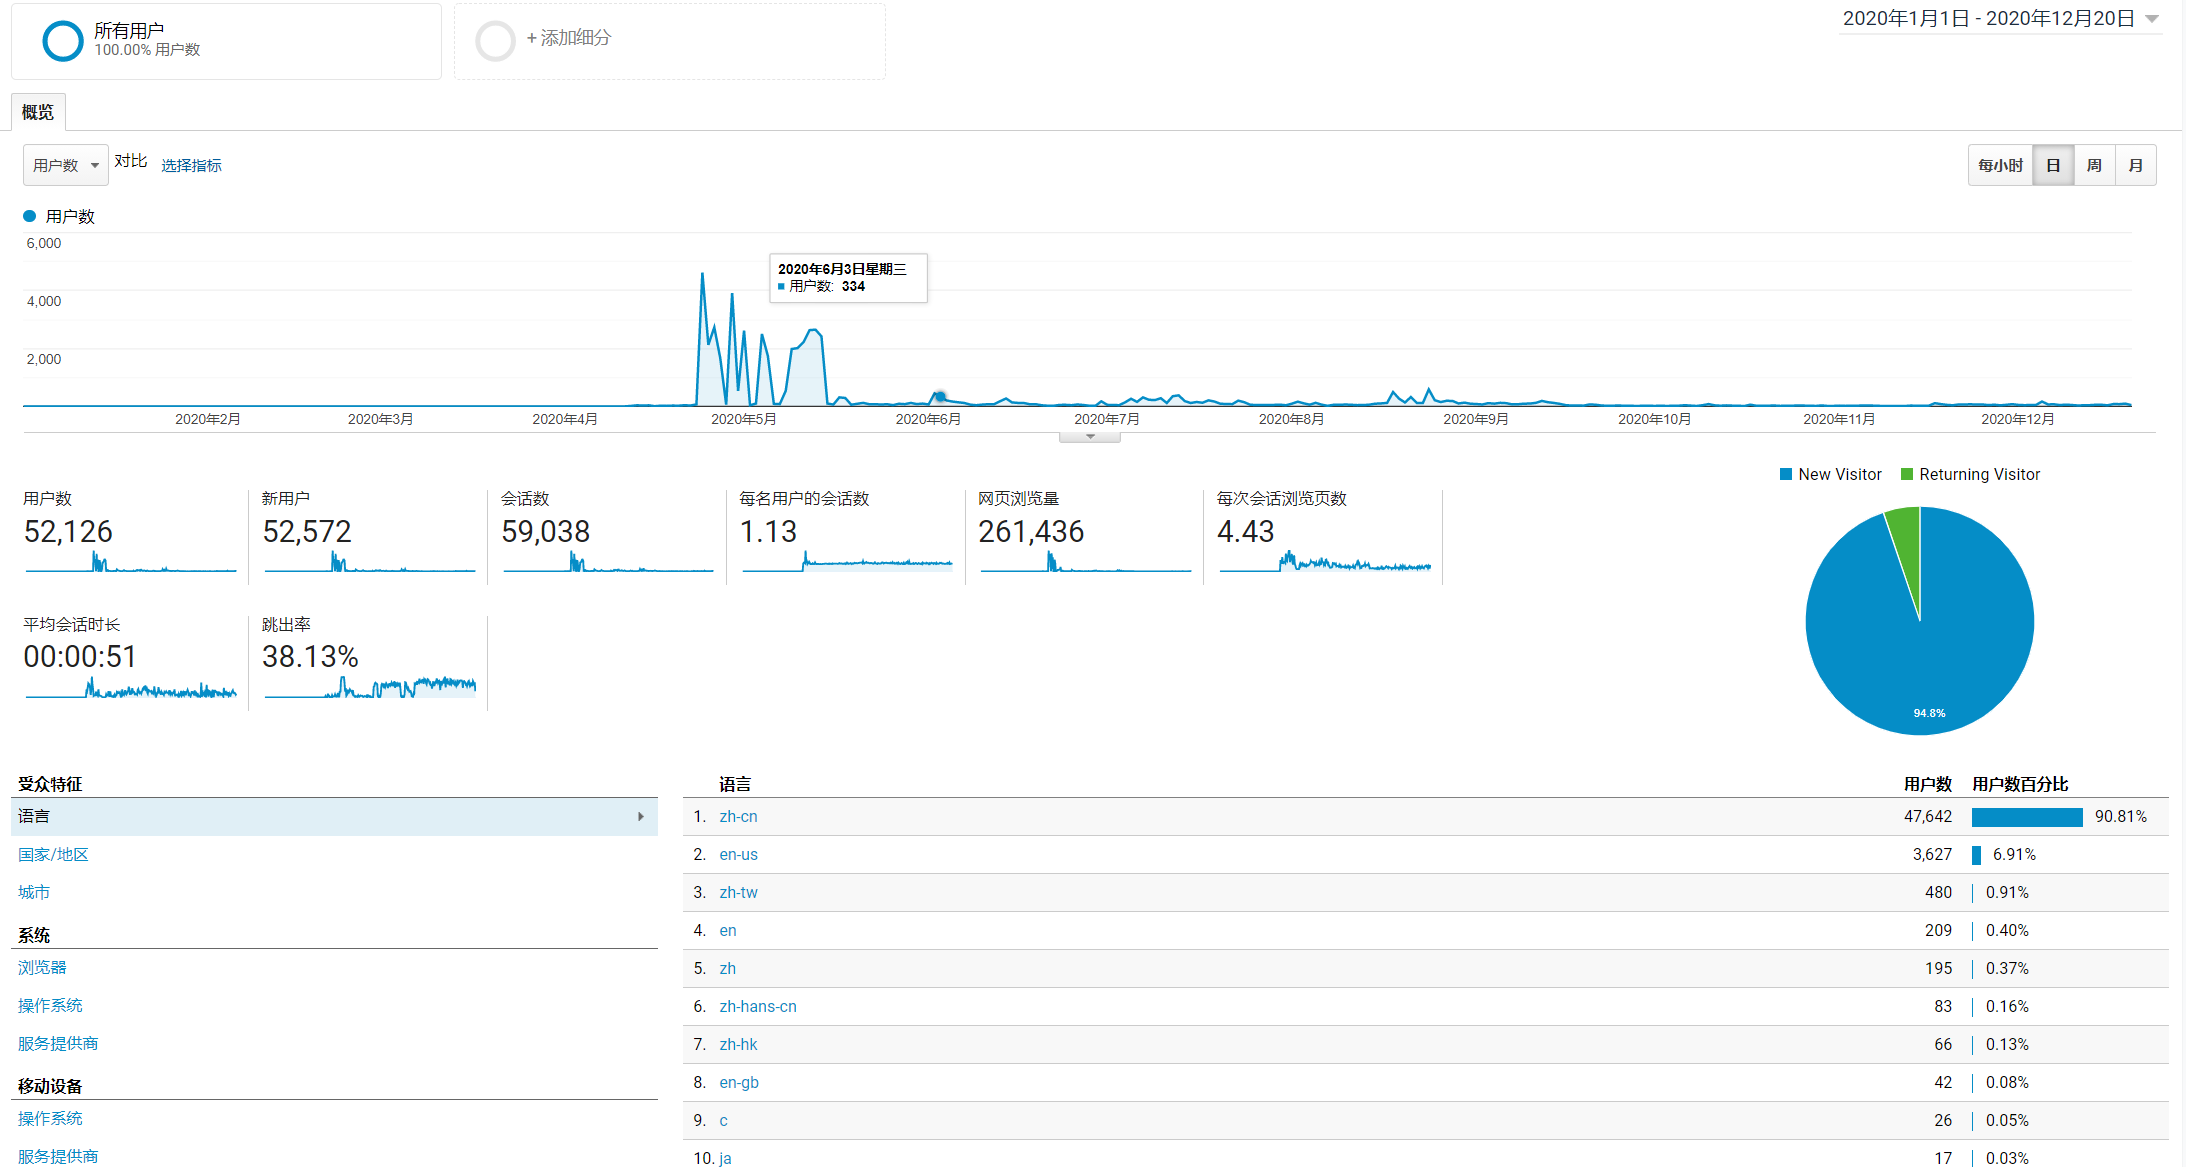 所有用户
100.00% 用户数
+ 添加细分
2020年1月1日 - 2020年12月20日
概览
用户数
对比
选择指标
每小时
日
周
月
用户数
6,000
4,000
2,000
2020年6月3日星期三
用户数: 334
2020年2月
2020年3月
2020年4月
2020年5月
2020年6月
2020年7月
2020年8月
2020年9月
2020年10月
2020年11月
2020年12月
New Visitor
Returning Visitor
94.8%
用户数
52,126
新用户
52,572
会话数
59,038
每名用户的会话数
1.13
网页浏览量
261,436
每次会话浏览页数
4.43
平均会话时长
00:00:51
跳出率
38.13%
受众特征
语言
国家/地区
城市
系统
浏览器
操作系统
服务提供商
移动设备
操作系统
服务提供商
语言 用户数 用户数百分比
1. zh-cn 47,642 90.81%
2. en-us 3,627 6.91%
3. zh-tw 480 0.91%
4. en 209 0.40%
5. zh 195 0.37%
6. zh-hans-cn 83 0.16%
7. zh-hk 66 0.13%
8. en-gb 42 0.08%
9. c 26 0.05%
10. ja 17 0.03%